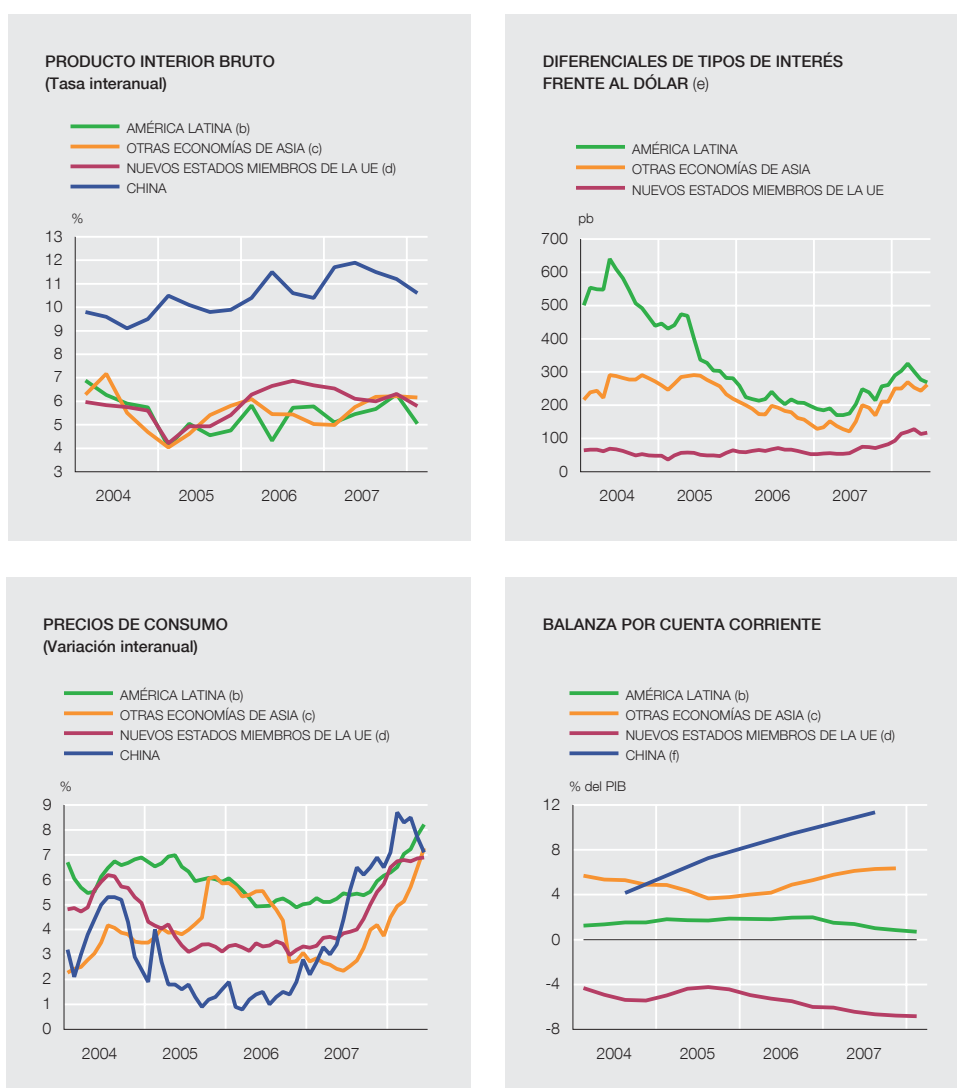 PRODUCTO INTERIOR BRUTO
(Tasa interanual)
AMÉRICA LATINA (b)
OTRAS ECONOMÍAS DE ASIA (c)
NUEVOS ESTADOS MIEMBROS DE LA UE (d)
CHINA
%
13
12
11
10
9
8
7
6
5
4
3
2004 2005 2006 2007
DIFERENCIALES DE TIPOS DE INTERÉS
FRENTE AL DÓLAR (e)
AMÉRICA LATINA
OTRAS ECONOMÍAS DE ASIA
NUEVOS ESTADOS MIEMBROS DE LA UE
pb
700
600
500
400
300
200
100
0
2004 2005 2006 2007
PRECIOS DE CONSUMO
(Variación interanual)
AMÉRICA LATINA (b)
OTRAS ECONOMÍAS DE ASIA (c)
NUEVOS ESTADOS MIEMBROS DE LA UE (d)
CHINA
%
9
8
7
6
5
4
3
2
1
0
2004 2005 2006 2007
BALANZA POR CUENTA CORRIENTE
AMÉRICA LATINA (b)
OTRAS ECONOMÍAS DE ASIA (c)
NUEVOS ESTADOS MIEMBROS DE LA UE (d)
CHINA (f)
% del PIB
12
8
4
0
-4
-8
2004 2005 2006 2007